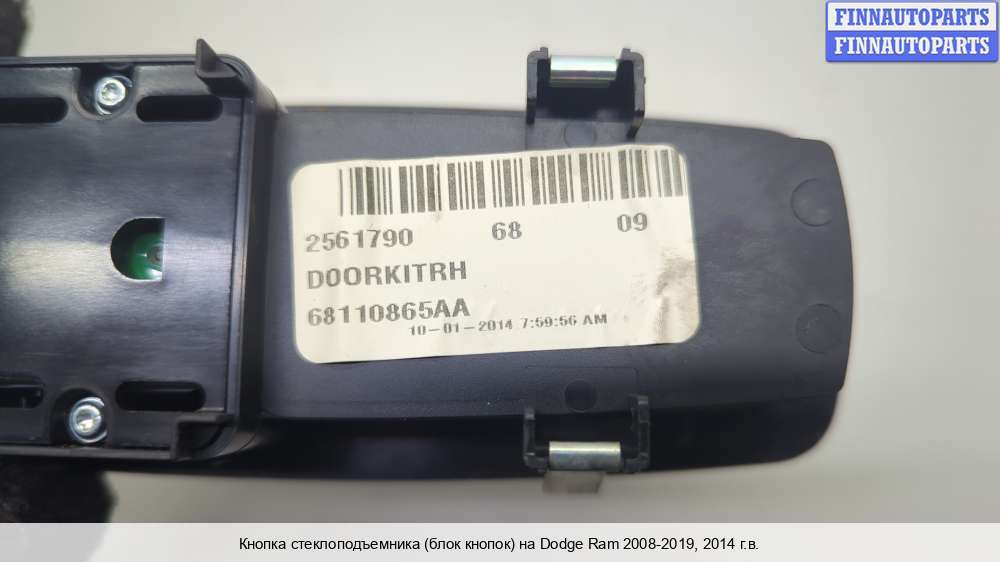 FINNAUTOPARTS
FINNAUTOPARTS
2561790 68 09
DOORKITRH
68110865AA
10-01-2014 7:59:56 AM
Кнопка стеклоподъемника (блок кнопок) на Dodge Ram 2008-2019, 2014 г.в.